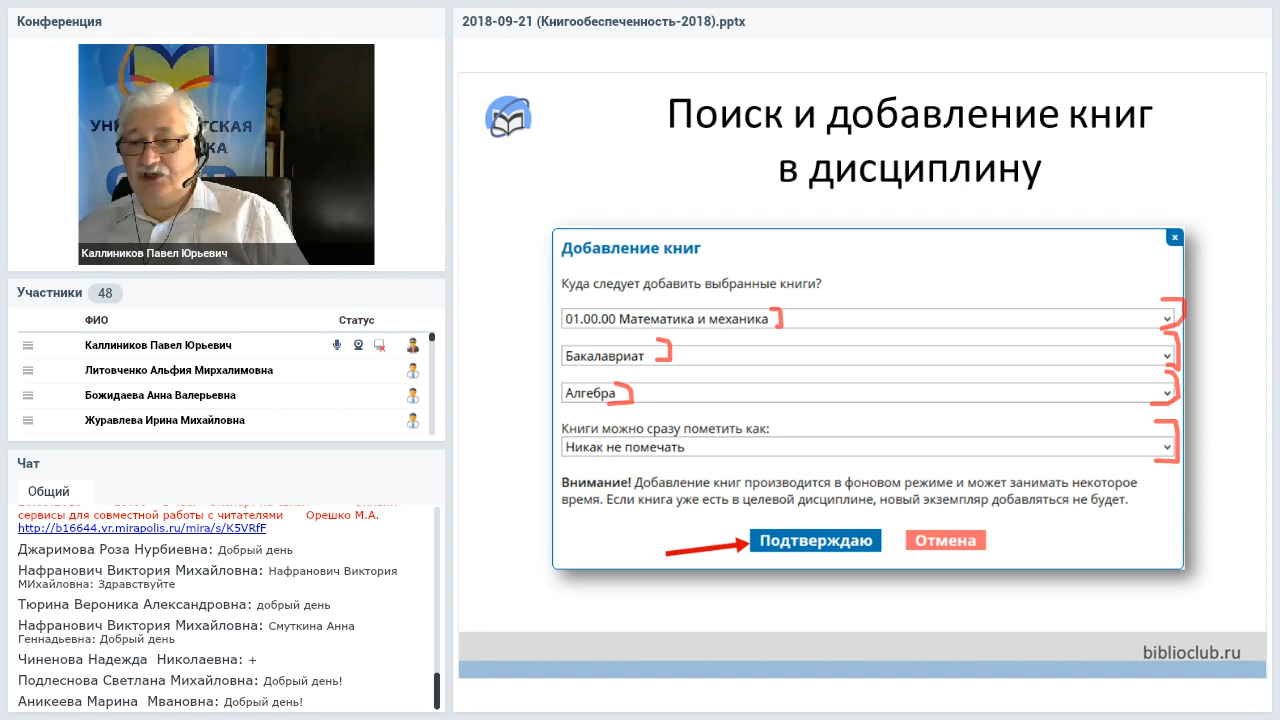 Конференция
УНИ
ТСКАЯ
КА
Каллиников Павел Юрьевич
Участники 48
ФИО Статус
Каллиников Павел Юрьевич
Литовченко Альфия Мирхалимовна
Божидаева Анна Валерьевна
Журавлева Ирина Михайловна
Чат
Общий
сервисы для совместной работы с читателями Орешко М.А.
http://b16644.vr.mirapolis.ru/mira/s/K5VRfF
Джаримова Роза Нурбиевна: Добрый день
Нафранович Виктория Михайловна: Нафранович Виктория
МИхайловна: Здравствуйте
Тюрина Вероника Александровна: добрый день
Нафранович Виктория Михайловна: Смуткина Анна
Геннадьевна: Добрый день
Чиненова Надежда Николаевна: +
Подлеснова Светлана Михайловна: Добрый день!
Аникеева Марина Мвановна: Добрый день!
2018-09-21 (Книгообеспеченность-2018).pptx
Поиск и добавление книг
в дисциплину
Добавление книг
x
Куда следует добавить выбранные книги?
01.00.00 Математика и механика
Бакалавриат
Алгебра
Книги можно сразу пометить как:
Никак не помечать
Внимание! Добавление книг производится в фоновом режиме и может занимать некоторое
время. Если книга уже есть в целевой дисциплине, новый экземпляр добавляться не будет.
Подтверждаю Отмена
biblioclub.ru